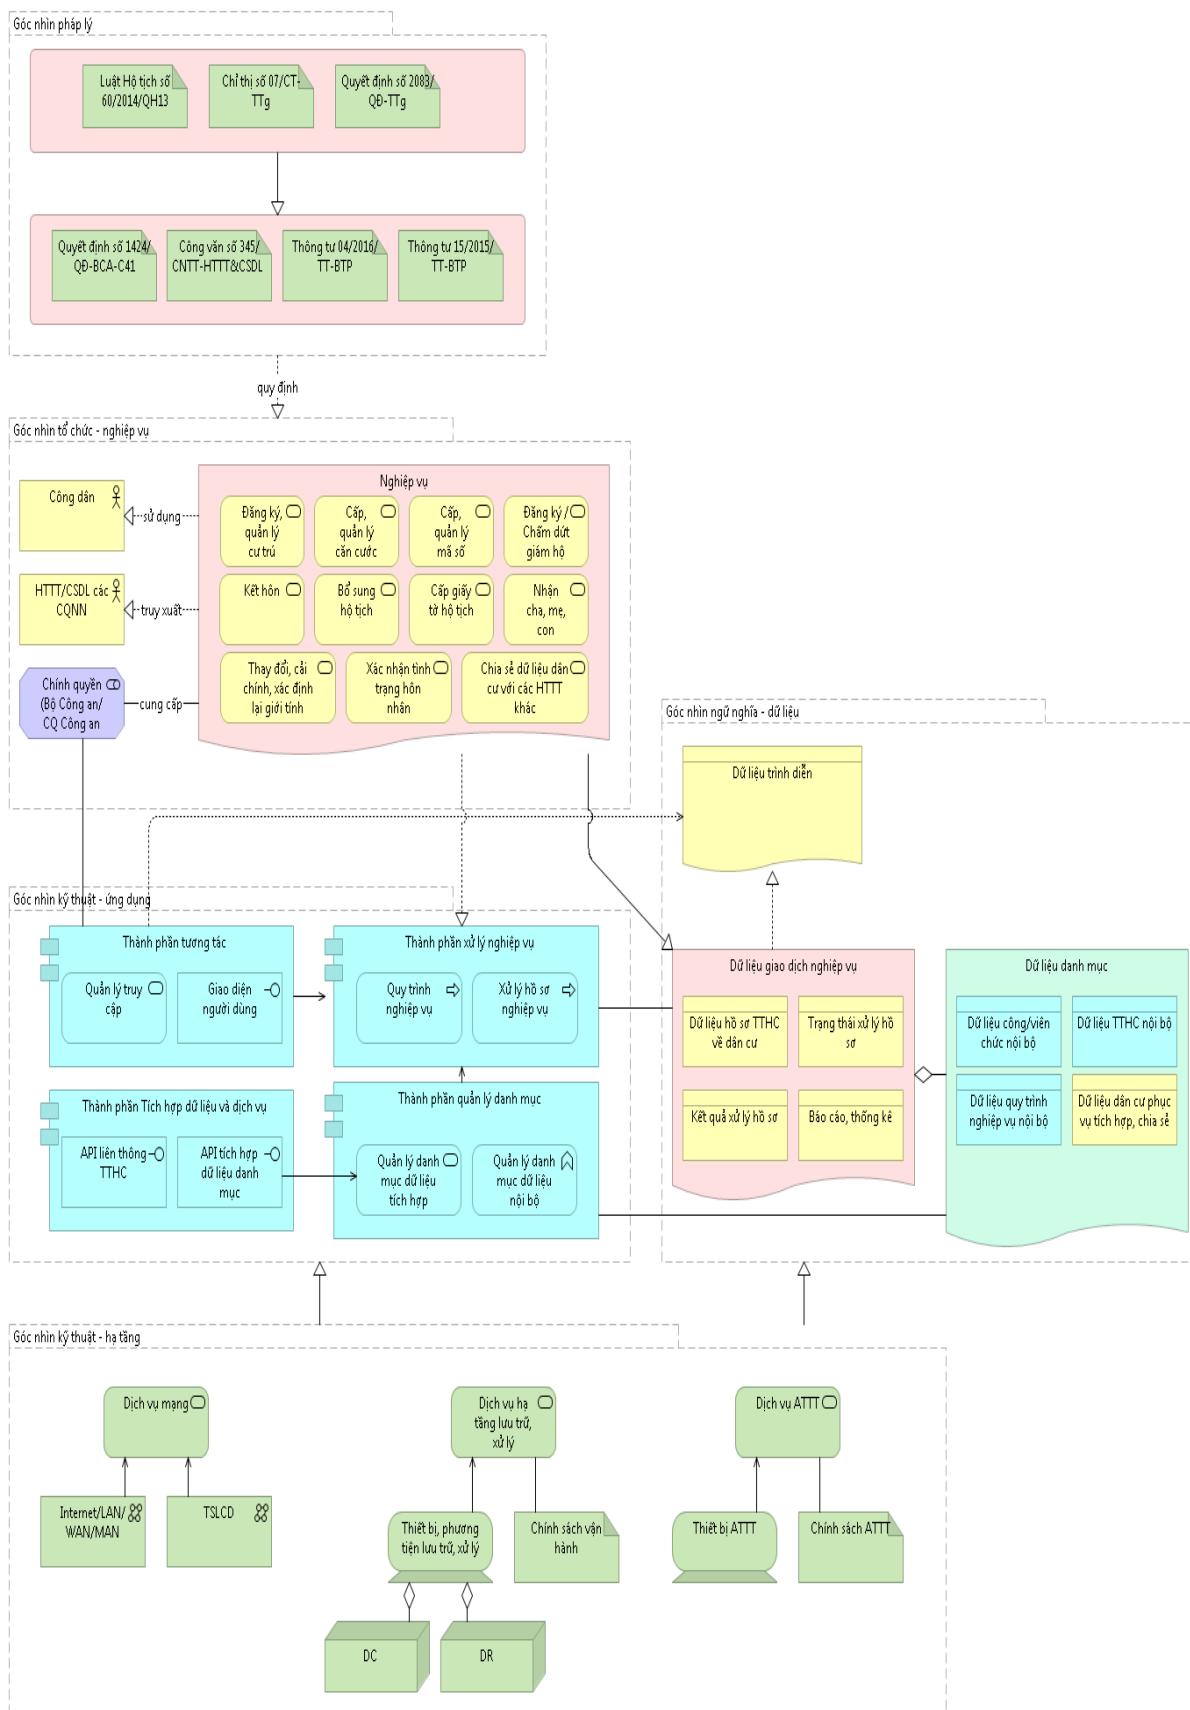 Góc nhìn pháp lý
Luật Hộ tịch số
60/2014/QH13
Chỉ thị số 07/CT-
TTg
Quyết định số 2083/
QĐ-TTg
Quyết định số 1424/
QĐ-BCA-C41
Công văn số 345/
CNTT-HTTT&CSDL
Thông tư 04/2016/
TT-BTP
Thông tư 15/2015/
TT-BTP
quy định
Góc nhìn tổ chức - nghiệp vụ
Công dân
sử dụng
HTTT/CSDL các
CQNN
truy xuất
Chính quyền
(Bộ Công an/
CQ Công an
cung cấp
Nghiệp vụ
Đăng ký,
quản lý
cư trú
Cấp,
quản lý
căn cước
Cấp,
quản lý
mã số
Đăng ký /
Chấm dứt
giám hộ
Kết hôn
Bổ sung
hộ tịch
Cấp giấy
tờ hộ tịch
Nhận
cha, mẹ,
con
Thay đổi, cải
chính, xác định
lại giới tính
Xác nhận tình
trạng hôn
nhân
Chia sẻ dữ liệu dân
cư với các HTTT
khác
Góc nhìn ngữ nghĩa - dữ liệu
Dữ liệu trình diễn
Góc nhìn kỹ thuật - ứng dụng
Thành phần tương tác
Quản lý truy
cập
Giao diện
người dùng
Thành phần xử lý nghiệp vụ
Quy trình
nghiệp vụ
Xử lý hồ sơ
nghiệp vụ
Thành phần Tích hợp dữ liệu và dịch vụ
API liên thông
TTHC
API tích hợp
dữ liệu danh
mục
Thành phần quản lý danh mục
Quản lý danh
mục dữ liệu
tích hợp
Quản lý danh
mục dữ liệu
nội bộ
Dữ liệu giao dịch nghiệp vụ
Dữ liệu hồ sơ TTHC
về dân cư
Trạng thái xử lý hồ
sơ
Kết quả xử lý hồ sơ
Báo cáo, thống kê
Dữ liệu danh mục
Dữ liệu công/viên
chức nội bộ
Dữ liệu TTHC nội bộ
Dữ liệu quy trình
nghiệp vụ nội bộ
Dữ liệu dân cư phục
vụ tích hợp, chia sẻ
Góc nhìn kỹ thuật - hạ tầng
Dịch vụ mạng
Internet/LAN/
WAN/MAN
TSLCD
Dịch vụ hạ
tầng lưu trữ,
xử lý
Thiết bị, phương
tiện lưu trữ, xử lý
Chính sách vận
hành
DC
DR
Dịch vụ ATTT
Thiết bị ATTT
Chính sách ATTT